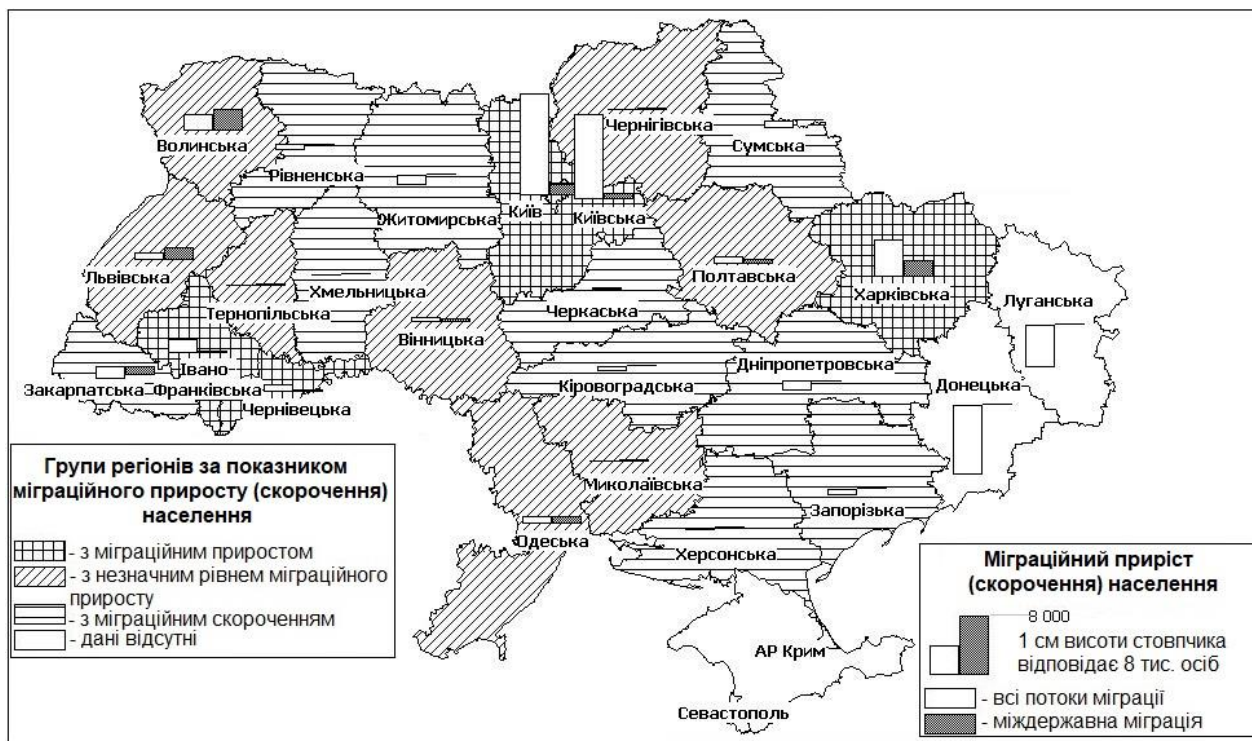 Чернігівська
Сумська
Волинська
Рівненська
Житомирська
Київ
Київська
Львівська
Полтавська
Харківська
Луганська
Хмельницька
Тернопільська
Черкаська
Вінницька
Івано
Дніпропетровська
Закарпатська
Франківська
Кіровоградська
Донецька
Чернівецька
Миколаївська
Запорізька
Одеська
Херсонська
АР Крим
Севастополь
Групи регіонів за показником
міграційного приросту (скорочення)
населення
- з міграційним приростом
- з незначним рівнем міграційного
приросту
- з міграційним скороченням
- дані відсутні
Міграційний приріст
(скорочення) населення
8 000
1 см висоти стовпчика
відповідає 8 тис. осіб
- всі потоки міграції
- міждержавна міграція